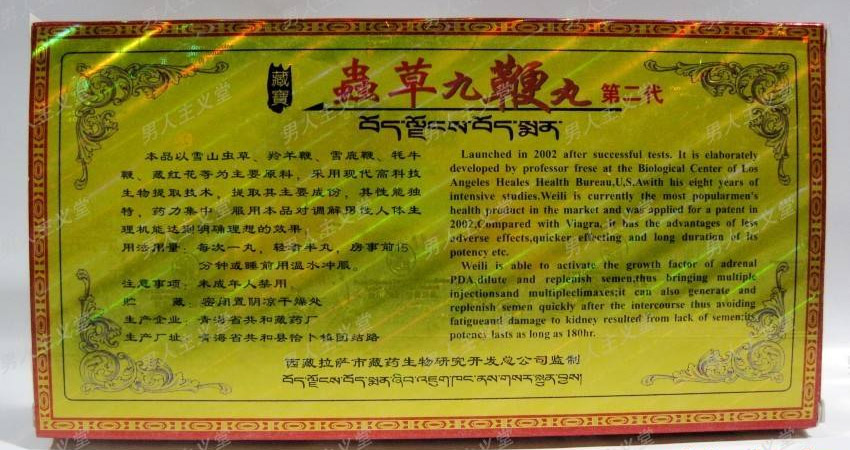 藏寶
蟲草九鞭丸 第二代
བོད་ལྗོངས་བོད་སྨན་
本品以雪山虫草、羚羊鞭、雪鹿鞭、牦牛
鞭、藏红花等为主要原料，采用现代高科技
生物提取技术，提取其主要成份，其性能独
特，药力集中，服用本品对调解男性人体生
理机能达到明确理想的效果。
用法用量：每次一丸，轻者半丸，房事前15
分钟或睡前用温水冲服。
注意事项：未成年人禁用。
贮 藏：密闭置阴凉干燥处
生产企业：青海省共和藏药厂
生产厂址：青海省共和县恰卜恰团结路
Launched in 2002 after successful tests. It is elaborately
developed by professor frese at the Biological Center of Los
Angeles Heales Health Bureau,U.S.Awith his eight years of
intensive studies.Weili is currently the most popularmen's
health product in the market and was applied for a patent in
2002.Compared with Viagra, it has the advantages of less
adverse effects,quicker effecting and long duration of its
potency etc.
Weili is able to activate the growth factor of adrenal
PDA,dilute and replenish semen,thus bringing multiple
injectionsand multipleclimaxes;it can also generate and
replenish semen quickly after the intercourse thus avoiding
fatigueand damage to kidney resulted from lack of semen;its
potency lasts as long as 180hr.
西藏拉萨市藏药生物研究开发总公司监制
男人主义堂